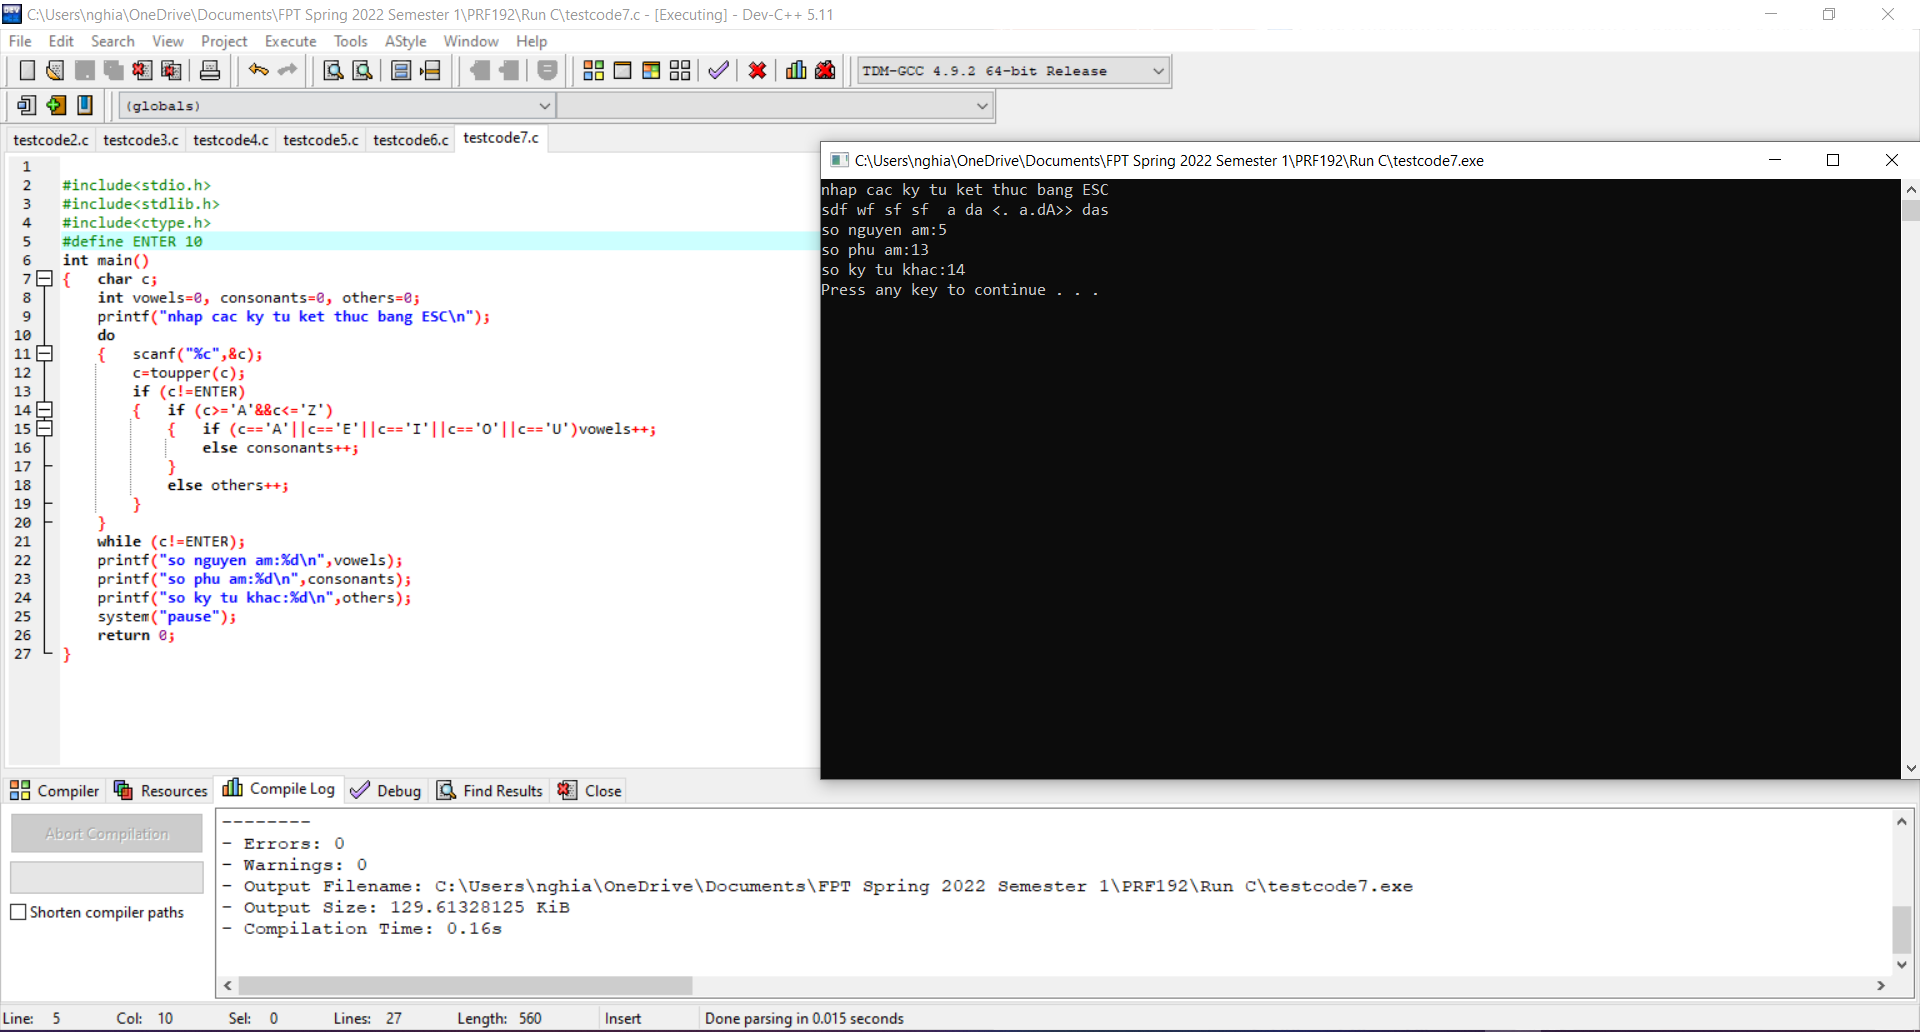 C:\Users\nghia\OneDrive\Documents\FPT Spring 2022 Semester 1\PRF192\Run C\testcode7.c - [Executing] - Dev-C++ 5.11
File Edit Search View Project Execute Tools AStyle Window Help
TDM-GCC 4.9.2 64-bit Release
(globals)
testcode2.c testcode3.c testcode4.c testcode5.c testcode6.c testcode7.c
1
2 #include<stdio.h>
3 #include<stdlib.h>
4 #include<ctype.h>
5 #define ENTER 10
6 int main()
7 { char c;
8 int vowels=0, consonants=0, others=0;
9 printf("nhap cac ky tu ket thuc bang ESC\n");
10 do
11 { scanf("%c",&c);
12 c=toupper(c);
13 if (c!=ENTER)
14 { if (c>='A'&&c<='Z')
15 { if (c=='A'||c=='E'||c=='I'||c=='O'||c=='U')vowels++;
16 else consonants++;
17 }
18 else others++;
19 }
20 }
21 while (c!=ENTER);
22 printf("so nguyen am:%d\n",vowels);
23 printf("so phu am:%d\n",consonants);
24 printf("so ky tu khac:%d\n",others);
25 system("pause");
26 return 0;
27 }
C:\Users\nghia\OneDrive\Documents\FPT Spring 2022 Semester 1\PRF192\Run C\testcode7.exe
nhap cac ky tu ket thuc bang ESC
sdf wf sf sf  a da <. a.dA>> das
so nguyen am:5
so phu am:13
so ky tu khac:14
Press any key to continue . . .
Compiler Resources Compile Log Debug Find Results Close
Abort Compilation
Shorten compiler paths
--------
- Errors: 0
- Warnings: 0
- Output Filename: C:\Users\nghia\OneDrive\Documents\FPT Spring 2022 Semester 1\PRF192\Run C\testcode7.exe
- Output Size: 129.61328125 KiB
- Compilation Time: 0.16s
Line: 5 Col: 10 Sel: 0 Lines: 27 Length: 560 Insert Done parsing in 0.015 seconds